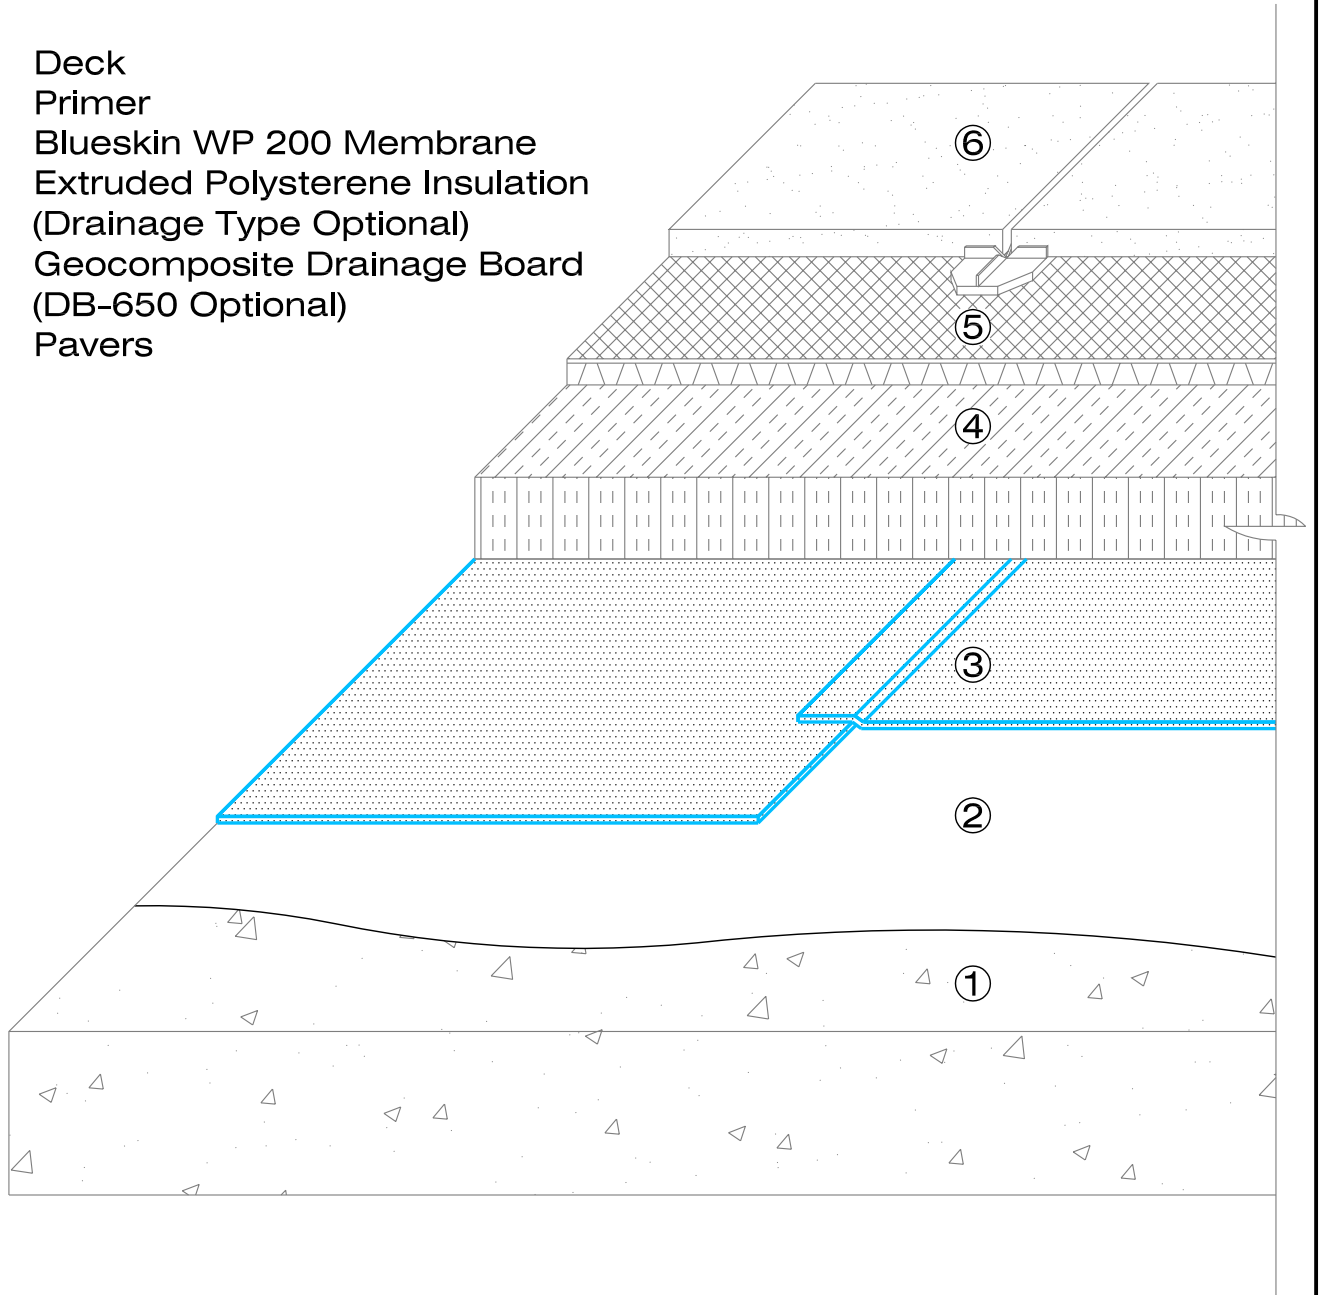 Deck
Primer
Blueskin WP 200 Membrane
Extruded Polysterene Insulation
(Drainage Type Optional)
Geocomposite Drainage Board
(DB-650 Optional)
Pavers
6
5
4
3
2
1